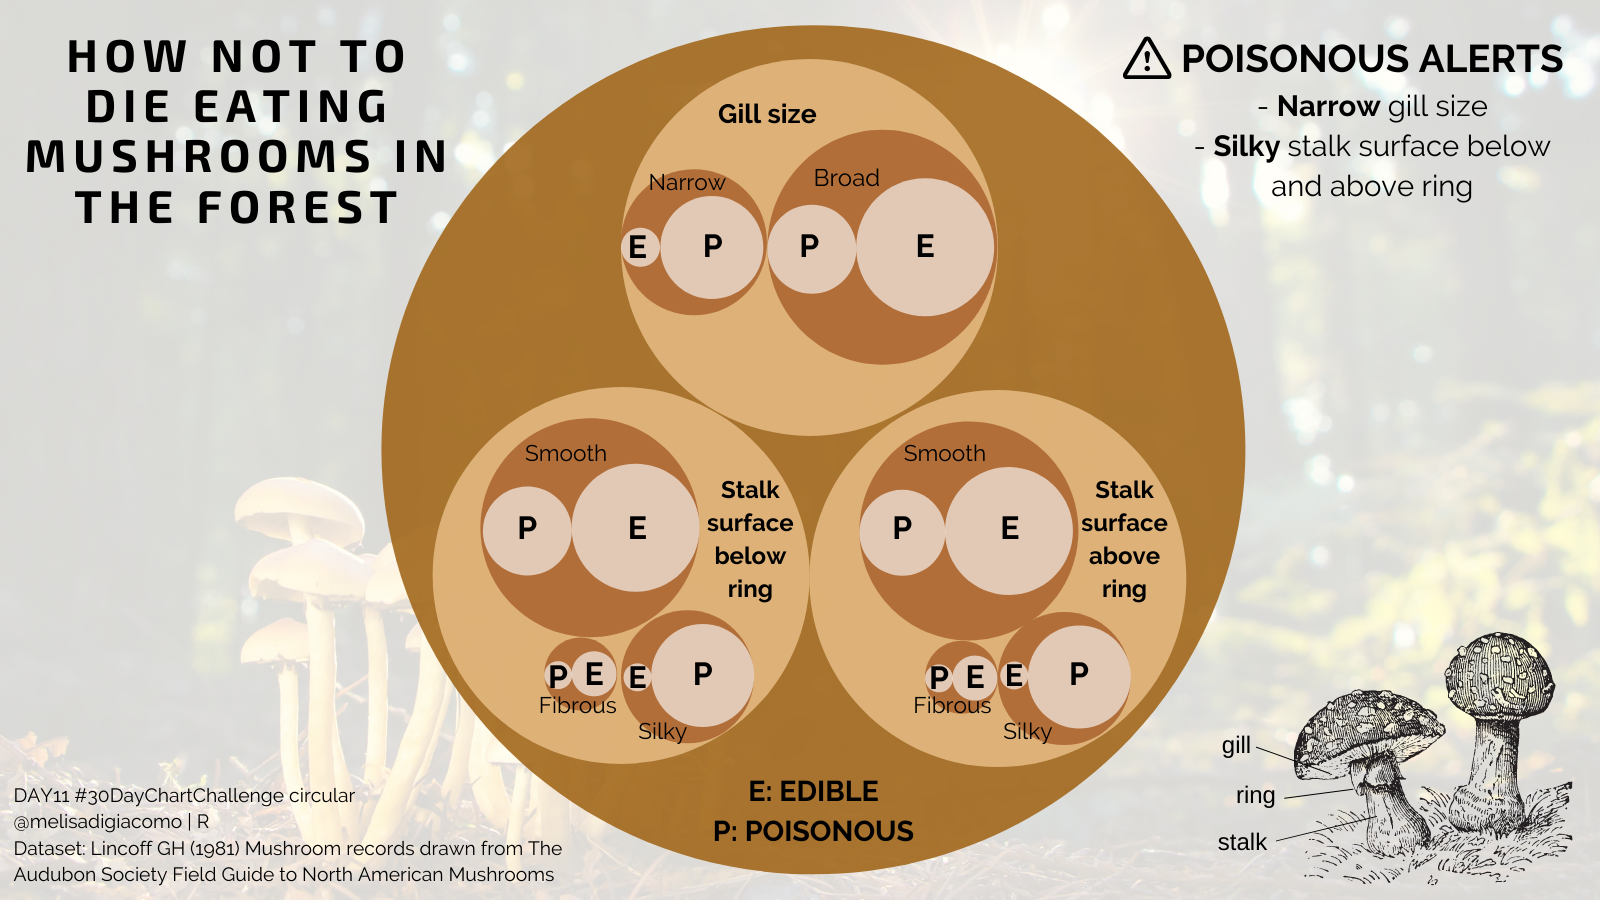 HOW NOT TO
DIE EATING
MUSHROOMS IN
THE FOREST
POISONOUS ALERTS
- Narrow gill size
- Silky stalk surface below
and above ring
Gill size
Narrow
Broad
E P P E
Smooth
P E
Stalk
surface
below
ring
Fibrous
P E E P
Silky
Smooth
P E
Stalk
surface
above
ring
Fibrous
P E E P
Silky
E: EDIBLE
P: POISONOUS
gill
ring
stalk
DAY11 #30DayChartChallenge circular
@melisadigiacomo | R
Dataset: Lincoff GH (1981) Mushroom records drawn from The
Audubon Society Field Guide to North American Mushrooms